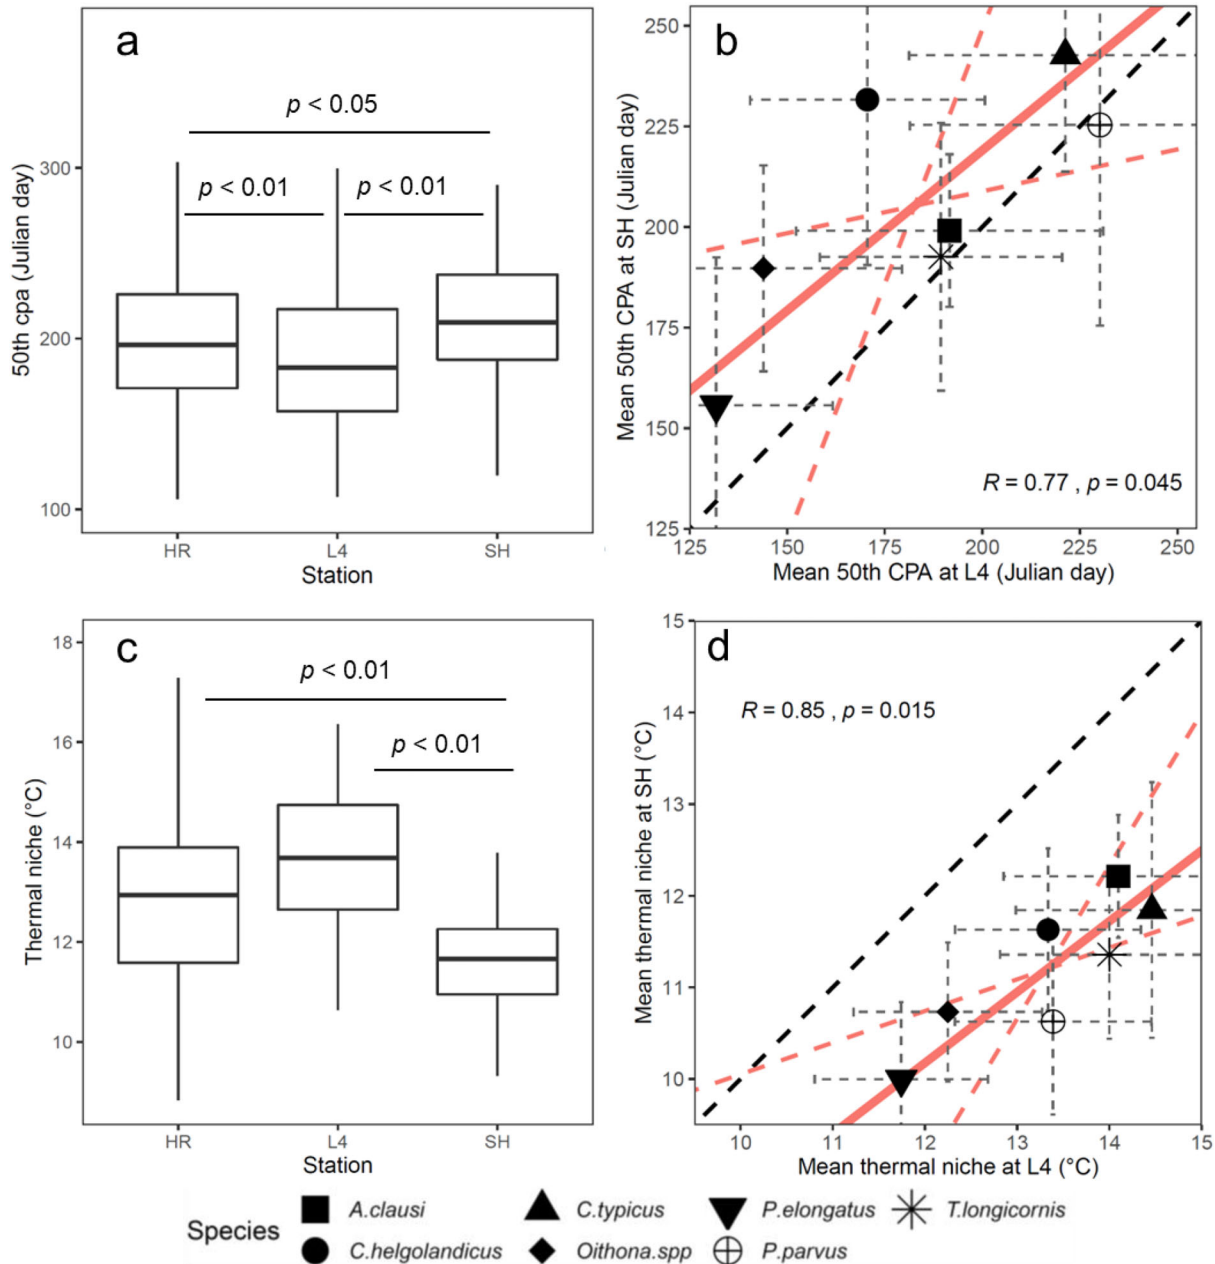 a
50th cpa (Julian day)
300
200
100
p < 0.05
p < 0.01
p < 0.01
HR
L4
SH
Station
b
Mean 50th CPA at SH (Julian day)
250
225
200
175
150
125
R = 0.77 , p = 0.045
125
150
175
200
225
250
Mean 50th CPA at L4 (Julian day)
c
Thermal niche (°C)
18
16
14
12
10
p < 0.01
p < 0.01
HR
L4
SH
Station
d
Mean thermal niche at SH (°C)
15
14
13
12
11
10
R = 0.85 , p = 0.015
10
11
12
13
14
15
Mean thermal niche at L4 (°C)
Species
A.clausi
C.typicus
P.elongatus
T.longicornis
C.helgolandicus
Oithona.spp
P.parvus